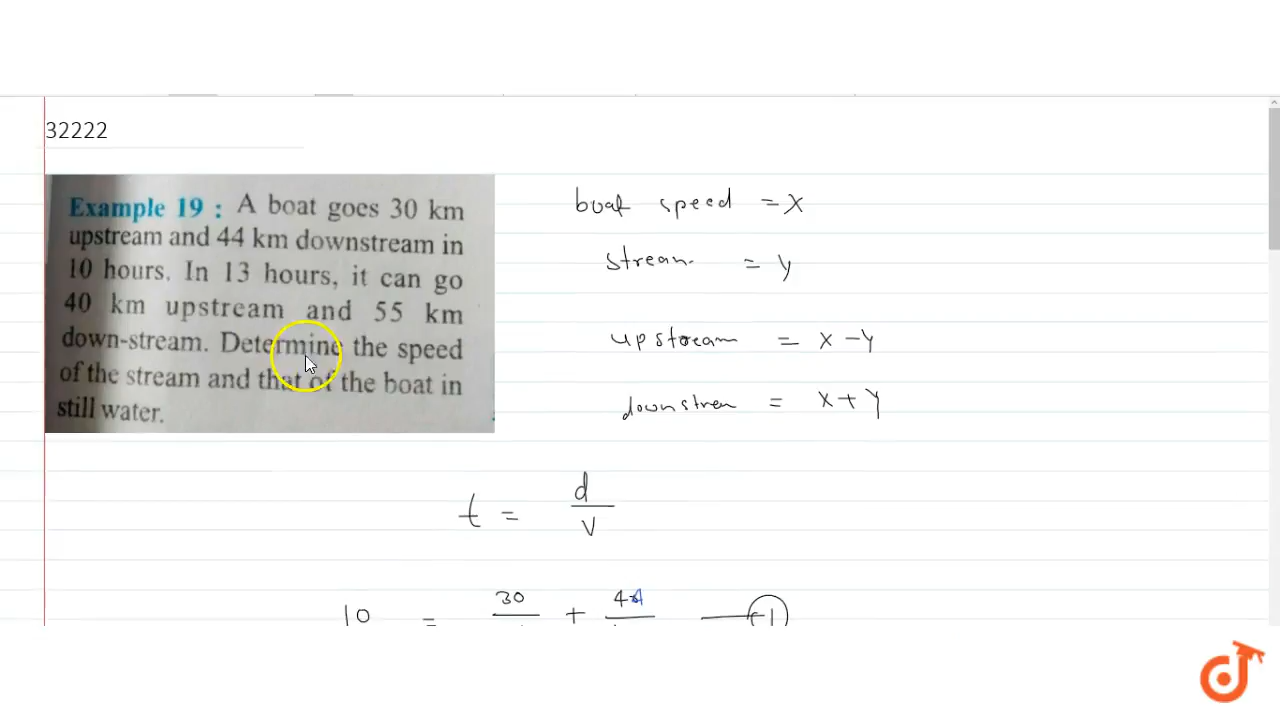 32222
Example 19 : A boat goes 30 km
upstream and 44 km downstream in
10 hours. In 13 hours, it can go
40 km upstream and 55 km
down-stream. Determine the speed
of the stream and that of the boat in
still water.
boat speed = x
stream = y
upstream = x - y
downstren = x + y
t = d / v
10 = 30 + 44 — 1